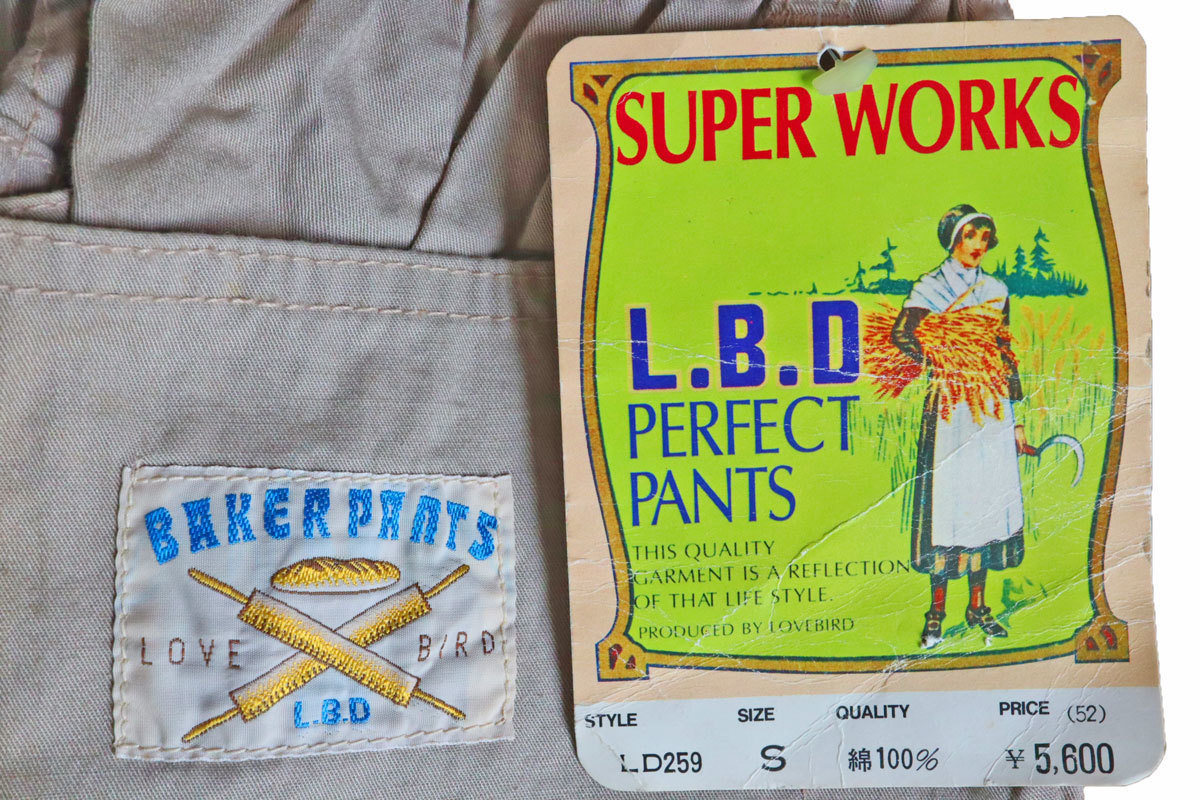 BAKER PANTS
LOVE B/RD
L.B.D
SUPER WORKS
L.B.D
PERFECT
PANTS
THIS QUALITY
GARMENT IS A REFLECTION
OF THAT LIFE STYLE.
PRODUCED BY LOVEBIRD
STYLE SIZE QUALITY PRICE (52)
LD259 S 綿100% ¥5,600